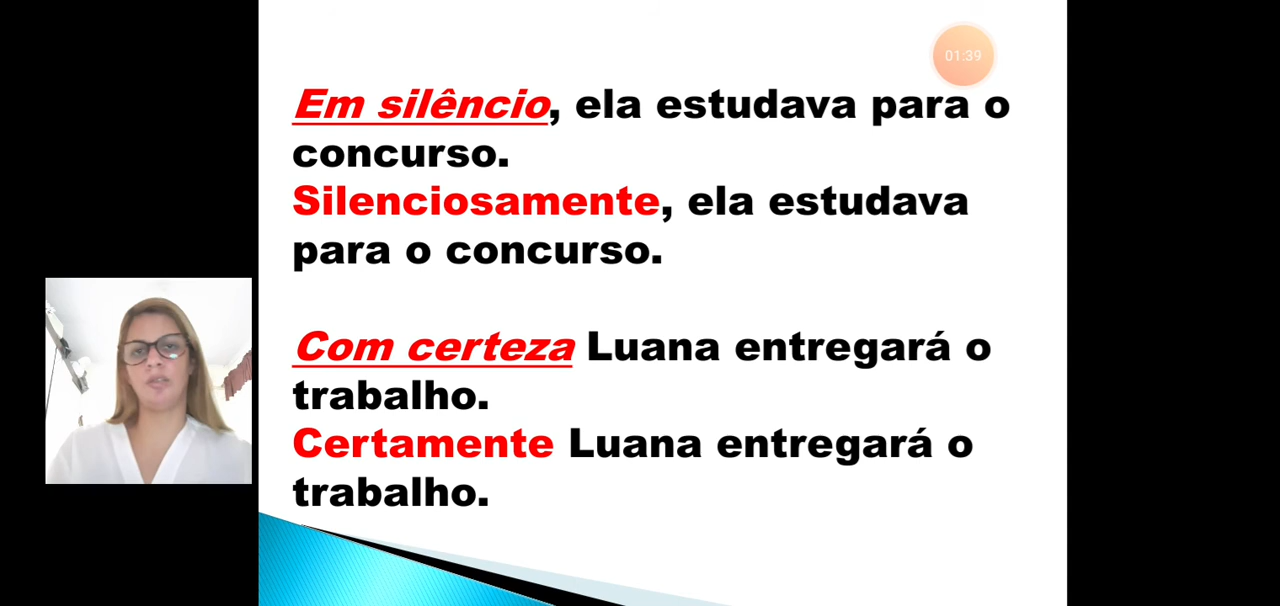 01:39
Em silêncio, ela estudava para o
concurso.
Silenciosamente, ela estudava
para o concurso.
Com certeza Luana entregará o
trabalho.
Certamente Luana entregará o
trabalho.